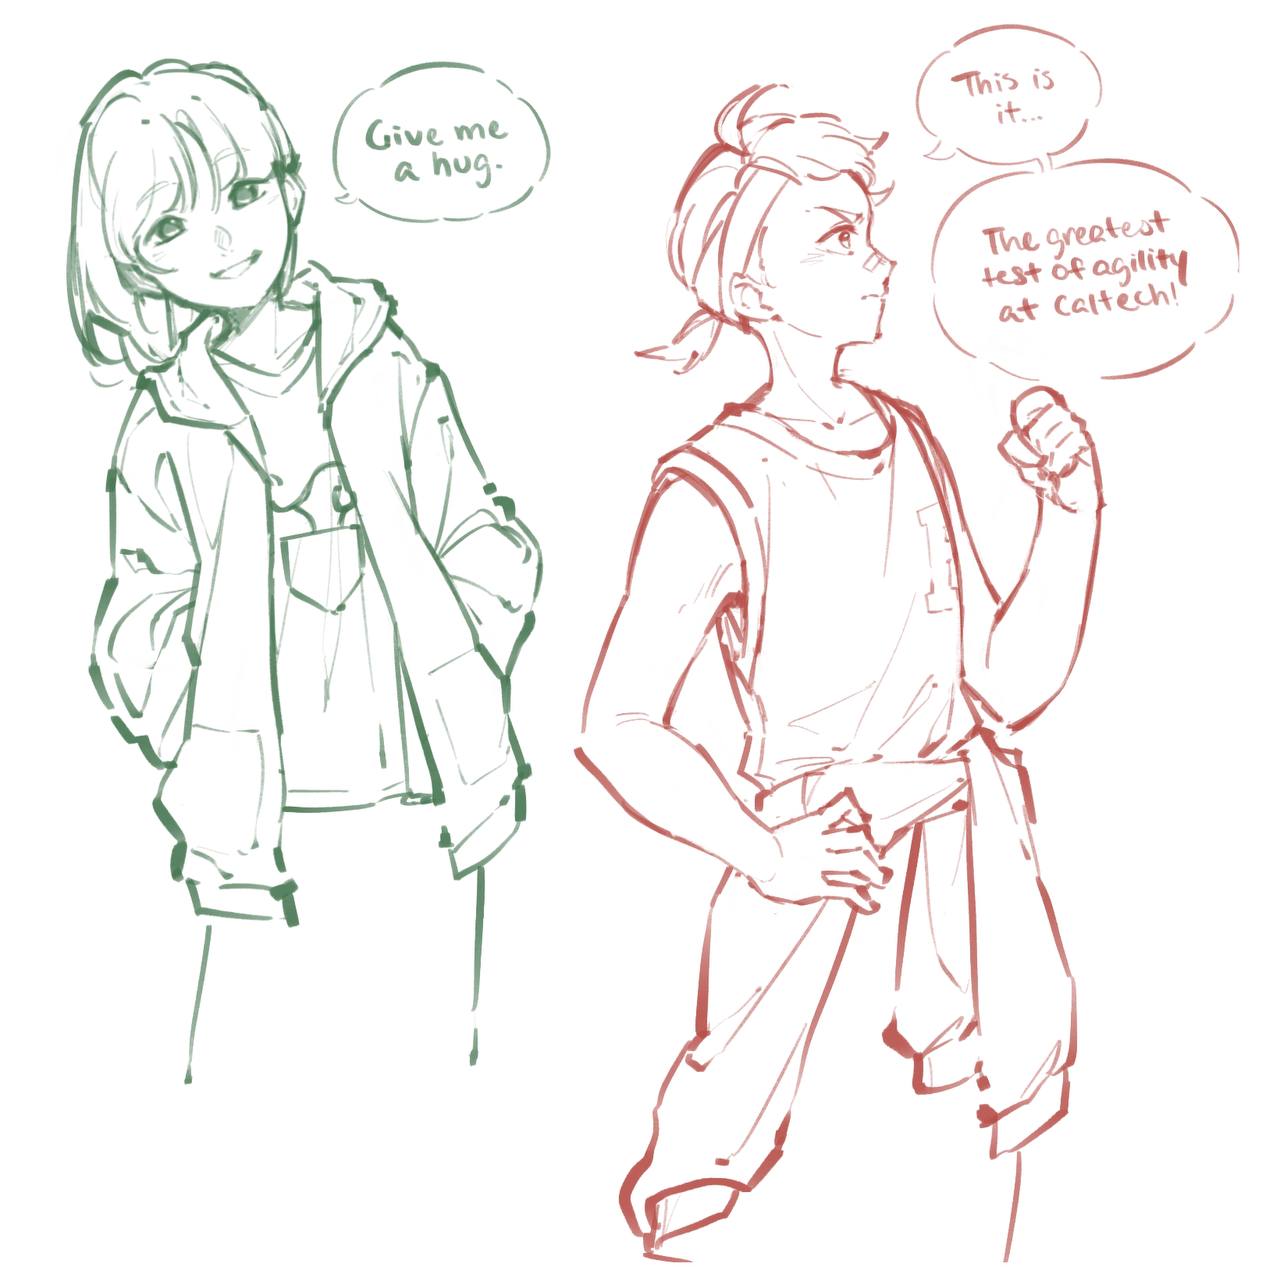 Give me
a hug.
This is
it...
The greatest
test of agility
at Caltech!
I